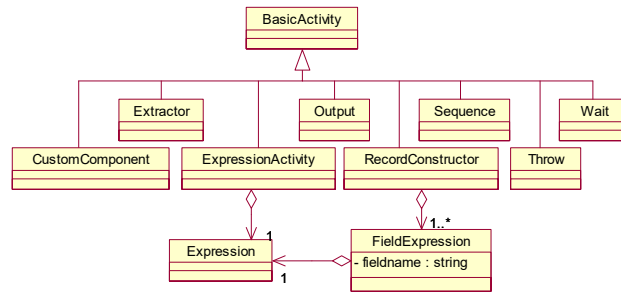 BasicActivity
Extractor
Output
Sequence
Wait
CustomComponent
ExpressionActivity
RecordConstructor
Throw
1
1..*
Expression
1
FieldExpression
- fieldname : string